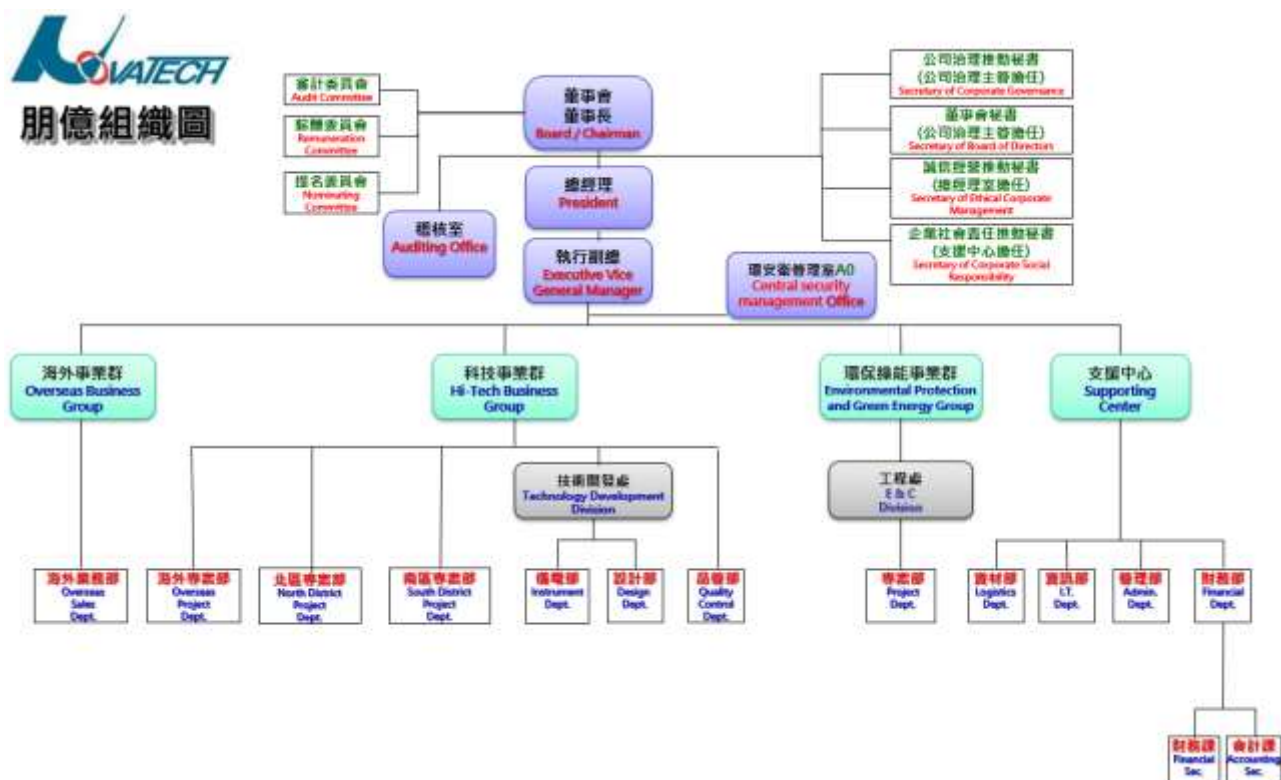 NOVATECH
朋億組織圖
審計委員會
Audit Committee
薪酬委員會
Remuneration
Committee
提名委員會
Nominating
Committee
董事會
董事長
Board / Chairman
總經理
President
稽核室
Auditing Office
執行副總
Executive Vice
General Manager
環安衛管理室A0
Central security
management Office
公司治理推動秘書
(公司治理主管擔任)
Secretary of Corporate Governance
董事會秘書
(公司治理主管擔任)
Secretary of Board of Directors
誠信經營推動秘書
(總經理室擔任)
Secretary of Ethical Corporate
Management
企業社會責任推動秘書
(支援中心擔任)
Secretary of Corporate Social
Responsibility
海外事業群
Overseas Business
Group
科技事業群
Hi-Tech Business
Group
環保綠能事業群
Environmental Protection
and Green Energy Group
支援中心
Supporting
Center
技術開發處
Technology Development
Division
工程處
E & C
Division
海外業務部
Overseas
Sales
Dept.
海外專案部
Overseas
Project
Dept.
北區專案部
North District
Project
Dept.
南區專案部
South District
Project
Dept.
儀電部
Instrument
Dept.
設計部
Design
Dept.
品管部
Quality
Control
Dept.
專案部
Project
Dept.
資材部
Logistics
Dept.
資訊部
I.T.
Dept.
管理部
Admin.
Dept.
財務部
Financial
Dept.
財務課
Financial
Sec.
會計課
Accounting
Sec.